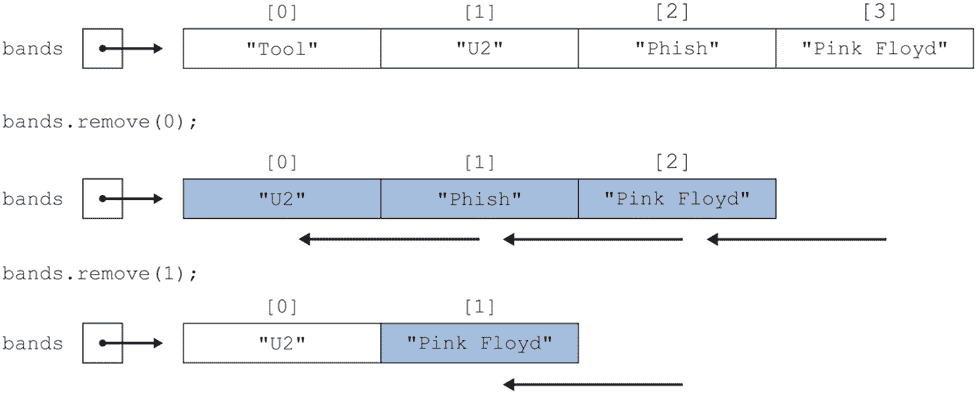 [0] [1] [2] [3]
bands "Tool" "U2" "Phish" "Pink Floyd"
bands.remove(0);
[0] [1] [2]
bands "U2" "Phish" "Pink Floyd"
bands.remove(1);
[0] [1]
bands "U2" "Pink Floyd"